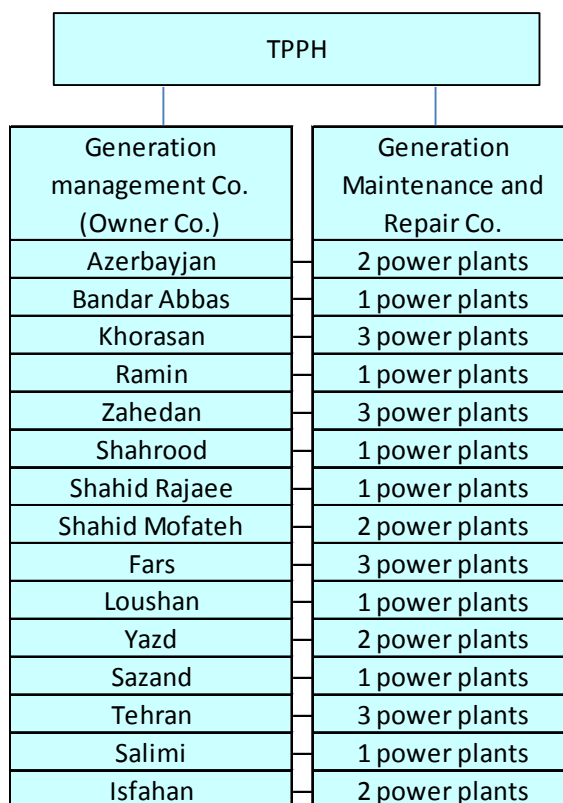 TPPH
Generation
management Co.
(Owner Co.)
Generation
Maintenance and
Repair Co.
Azerbayjan
2 power plants
Bandar Abbas
1 power plants
Khorasan
3 power plants
Ramin
1 power plants
Zahedan
3 power plants
Shahrood
1 power plants
Shahid Rajaee
1 power plants
Shahid Mofateh
2 power plants
Fars
3 power plants
Loushan
1 power plants
Yazd
2 power plants
Sazand
1 power plants
Tehran
3 power plants
Salimi
1 power plants
Isfahan
2 power plants